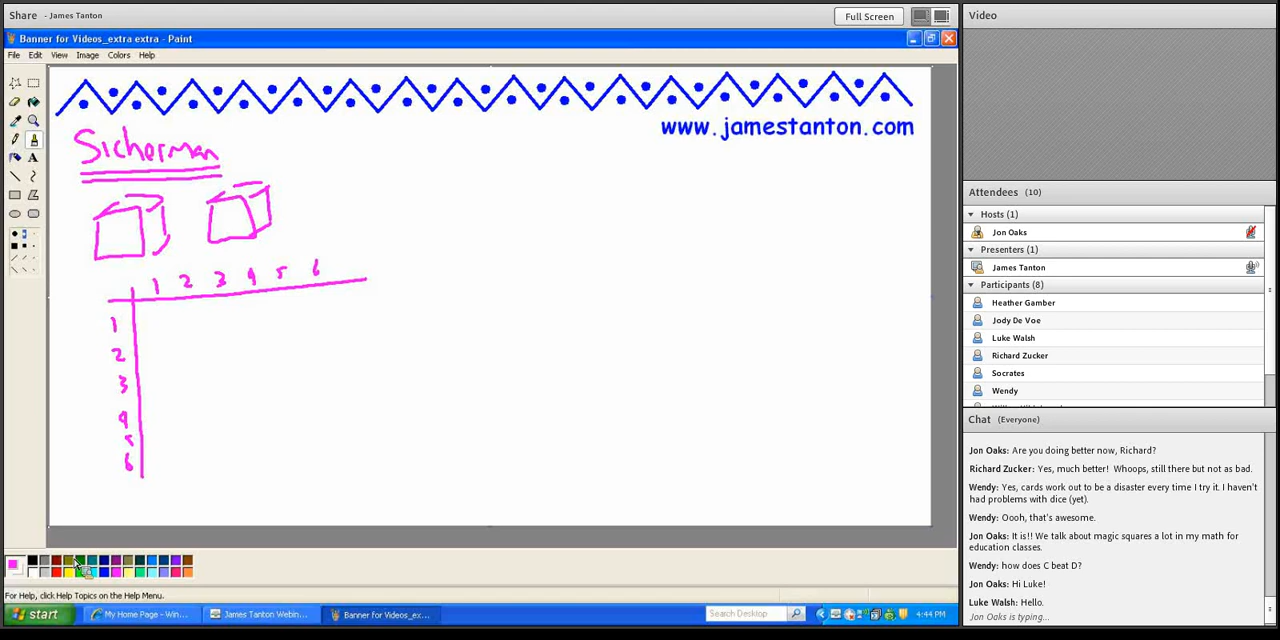 Share - James Tanton
Full Screen
Video
Banner for Videos_extra extra - Paint
File Edit View Image Colors Help
www.jamestanton.com
Sicherman
1 2 3 4 5 6
1
2
3
4
5
6
Attendees (10)
Hosts (1)
Jon Oaks
Presenters (1)
James Tanton
Participants (8)
Heather Gamber
Jody De Voe
Luke Walsh
Richard Zucker
Socrates
Wendy
Chat (Everyone)
Jon Oaks: Are you doing better now, Richard?
Richard Zucker: Yes, much better! Whoops, still there but not as bad.
Wendy: Yes, cards work out to be a disaster every time I try it. I haven't
had problems with dice (yet).
Wendy: Oooh, that's awesome.
Jon Oaks: It is!! We talk about magic squares a lot in my math for
education classes.
Wendy: how does C beat D?
Jon Oaks: Hi Luke!
Luke Walsh: Hello.
Jon Oaks is typing...
For Help, click Help Topics on the Help Menu.
start
My Home Page - Win...
James Tanton Webin...
Banner for Videos_ex...
Search Desktop
4:44 PM